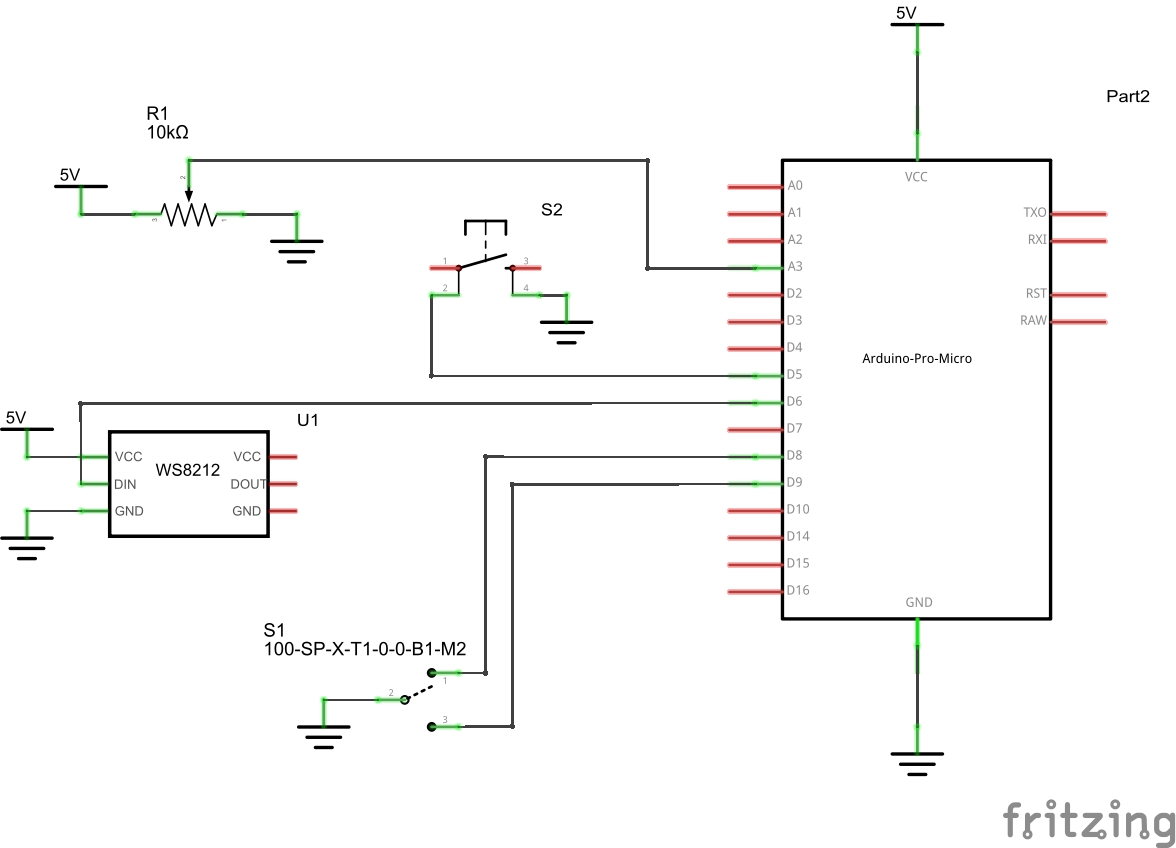 5V
Part2
R1
10kΩ
5V
2
3
1
S2
1
3
2
4
VCC
A0
A1
A2
A3
D2
D3
D4
D5
D6
D7
D8
D9
D10
D14
D15
D16
TXO
RXI
RST
RAW
Arduino-Pro-Micro
GND
5V
U1
VCC
DIN
GND
WS8212
VCC
DOUT
GND
S1
100-SP-X-T1-0-0-B1-M2
2
1
3
fritzing